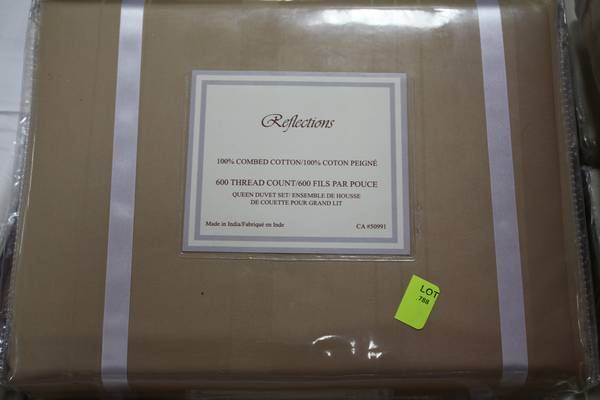 Reflections
100% COMBED COTTON/100% COTON PEIGNÉ
600 THREAD COUNT/600 FILS PAR POUCE
QUEEN DUVET SET/ ENSEMBLE DE HOUSSE
DE COUETTE POUR GRAND LIT
Made in India/Fabriqué en Inde CA #50991
LOT
788